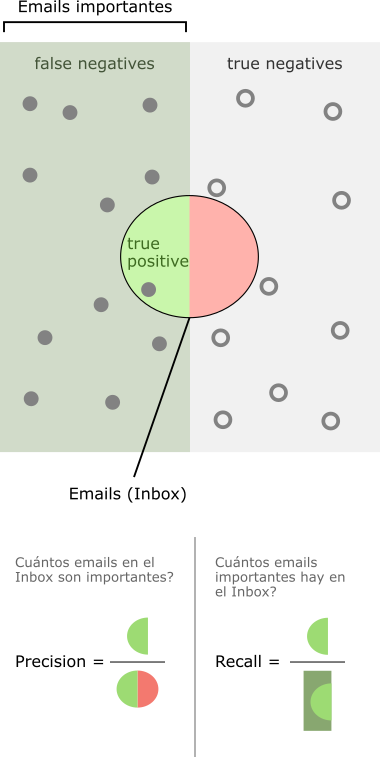 Emails importantes
false negatives
true negatives
true
positive
Emails (Inbox)
Cuántos emails en el
Inbox son importantes?
Precision =
Cuántos emails
importantes hay en
el Inbox?
Recall =